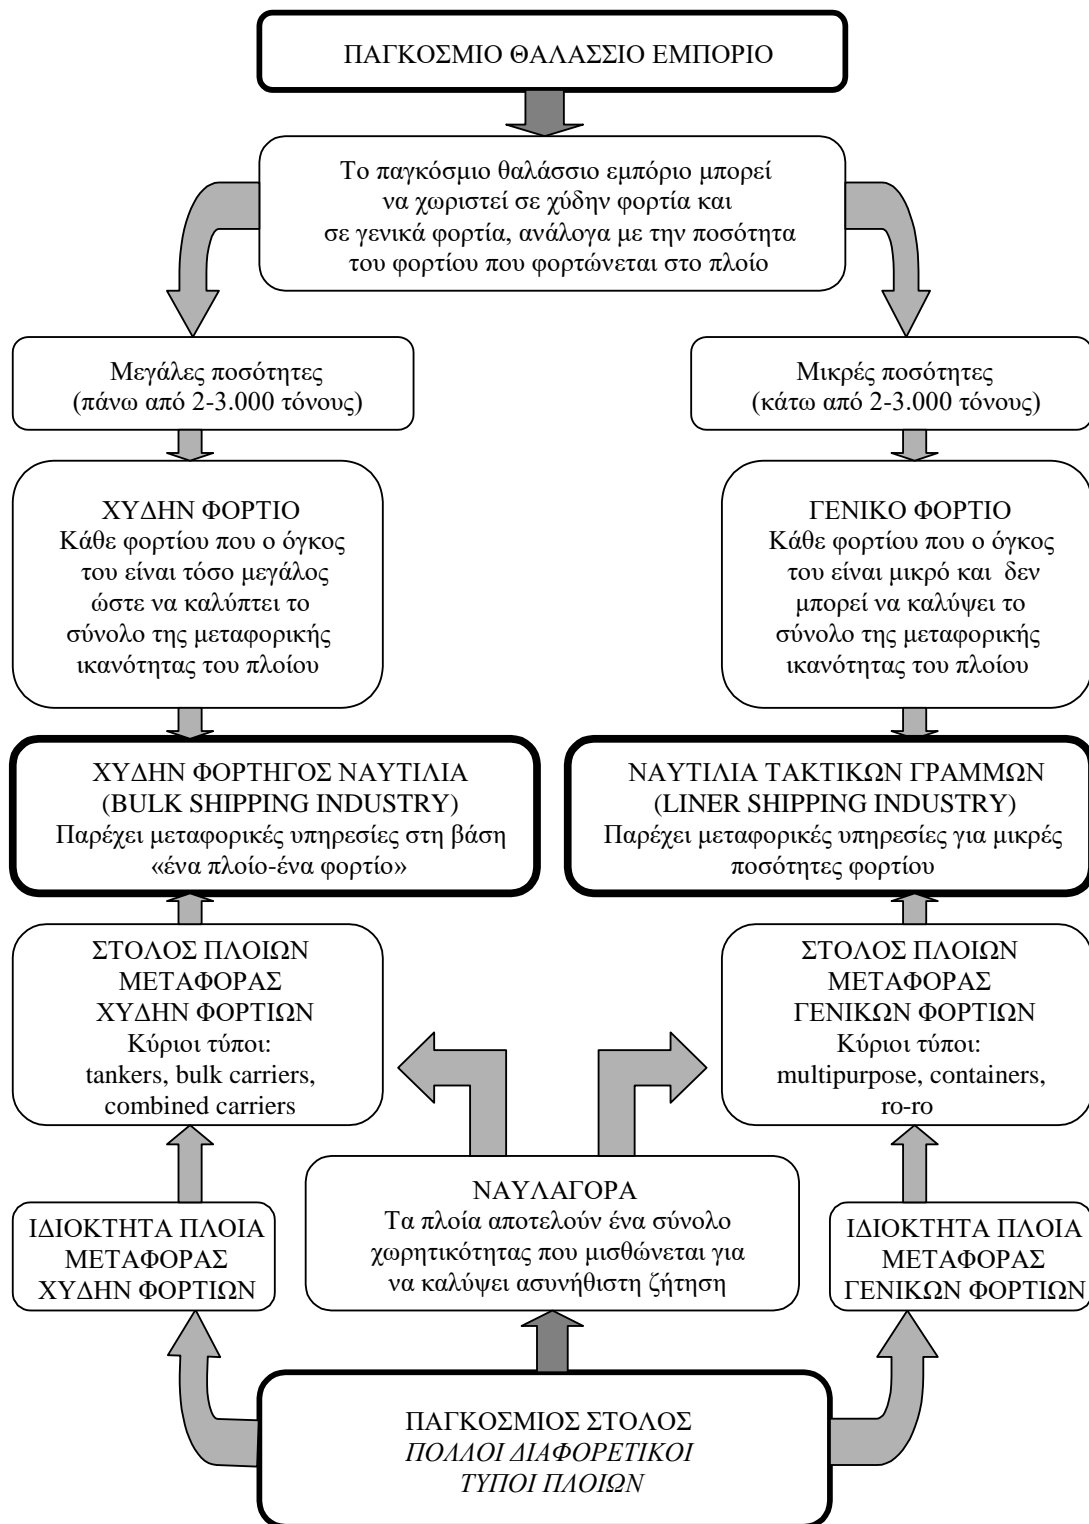 ΠΑΓΚΟΣΜΙΟ ΘΑΛΑΣΣΙΟ ΕΜΠΟΡΙΟ
Το παγκόσμιο θαλάσσιο εμπόριο μπορεί
να χωριστεί σε χύδην φορτία και
σε γενικά φορτία, ανάλογα με την ποσότητα
του φορτίου που φορτώνεται στο πλοίο
Μεγάλες ποσότητες
(πάνω από 2-3.000 τόνους)
Μικρές ποσότητες
(κάτω από 2-3.000 τόνους)
ΧΥΔΗΝ ΦΟΡΤΙΟ
Κάθε φορτίου που ο όγκος
του είναι τόσο μεγάλος
ώστε να καλύπτει το
σύνολο της μεταφορικής
ικανότητας του πλοίου
ΓΕΝΙΚΟ ΦΟΡΤΙΟ
Κάθε φορτίου που ο όγκος
του είναι μικρό και δεν
μπορεί να καλύψει το
σύνολο της μεταφορικής
ικανότητας του πλοίου
ΧΥΔΗΝ ΦΟΡΤΗΓΟΣ ΝΑΥΤΙΛΙΑ
(BULK SHIPPING INDUSTRY)
Παρέχει μεταφορικές υπηρεσίες στη βάση
«ένα πλοίο-ένα φορτίο»
ΝΑΥΤΙΛΙΑ ΤΑΚΤΙΚΩΝ ΓΡΑΜΜΩΝ
(LINER SHIPPING INDUSTRY)
Παρέχει μεταφορικές υπηρεσίες για μικρές
ποσότητες φορτίου
ΣΤΟΛΟΣ ΠΛΟΙΩΝ
ΜΕΤΑΦΟΡΑΣ
ΧΥΔΗΝ ΦΟΡΤΙΩΝ
Κύριοι τύποι:
tankers, bulk carriers,
combined carriers
ΣΤΟΛΟΣ ΠΛΟΙΩΝ
ΜΕΤΑΦΟΡΑΣ
ΓΕΝΙΚΩΝ ΦΟΡΤΙΩΝ
Κύριοι τύποι:
multipurpose, containers,
ro-ro
ΙΔΙΟΚΤΗΤΑ ΠΛΟΙΑ
ΜΕΤΑΦΟΡΑΣ
ΧΥΔΗΝ ΦΟΡΤΙΩΝ
ΝΑΥΛΑΓΟΡΑ
Τα πλοία αποτελούν ένα σύνολο
χωρητικότητας που μισθώνεται για
να καλύψει ασυνήθιστη ζήτηση
ΙΔΙΟΚΤΗΤΑ ΠΛΟΙΑ
ΜΕΤΑΦΟΡΑΣ
ΓΕΝΙΚΩΝ ΦΟΡΤΙΩΝ
ΠΑΓΚΟΣΜΙΟΣ ΣΤΟΛΟΣ
ΠΟΛΛΟΙ ΔΙΑΦΟΡΕΤΙΚΟΙ
ΤΥΠΟΙ ΠΛΟΙΩΝ